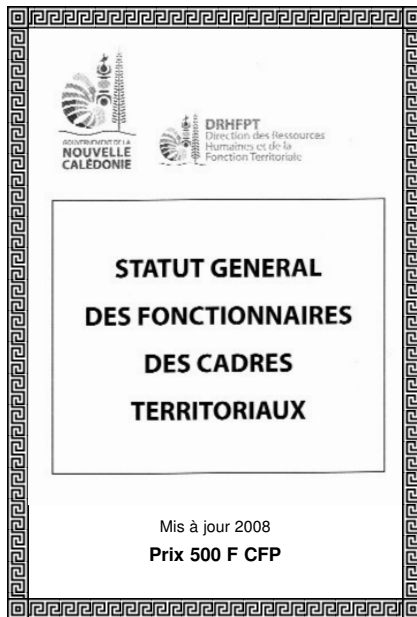 GOUVERNEMENT DE LA
NOUVELLE
CALÉDONIE
DRHFPT
Direction des Ressources
Humaines et de la
Fonction Territoriale
STATUT GENERAL
DES FONCTIONNAIRES
DES CADRES
TERRITORIAUX
Mis à jour 2008
Prix 500 F CFP